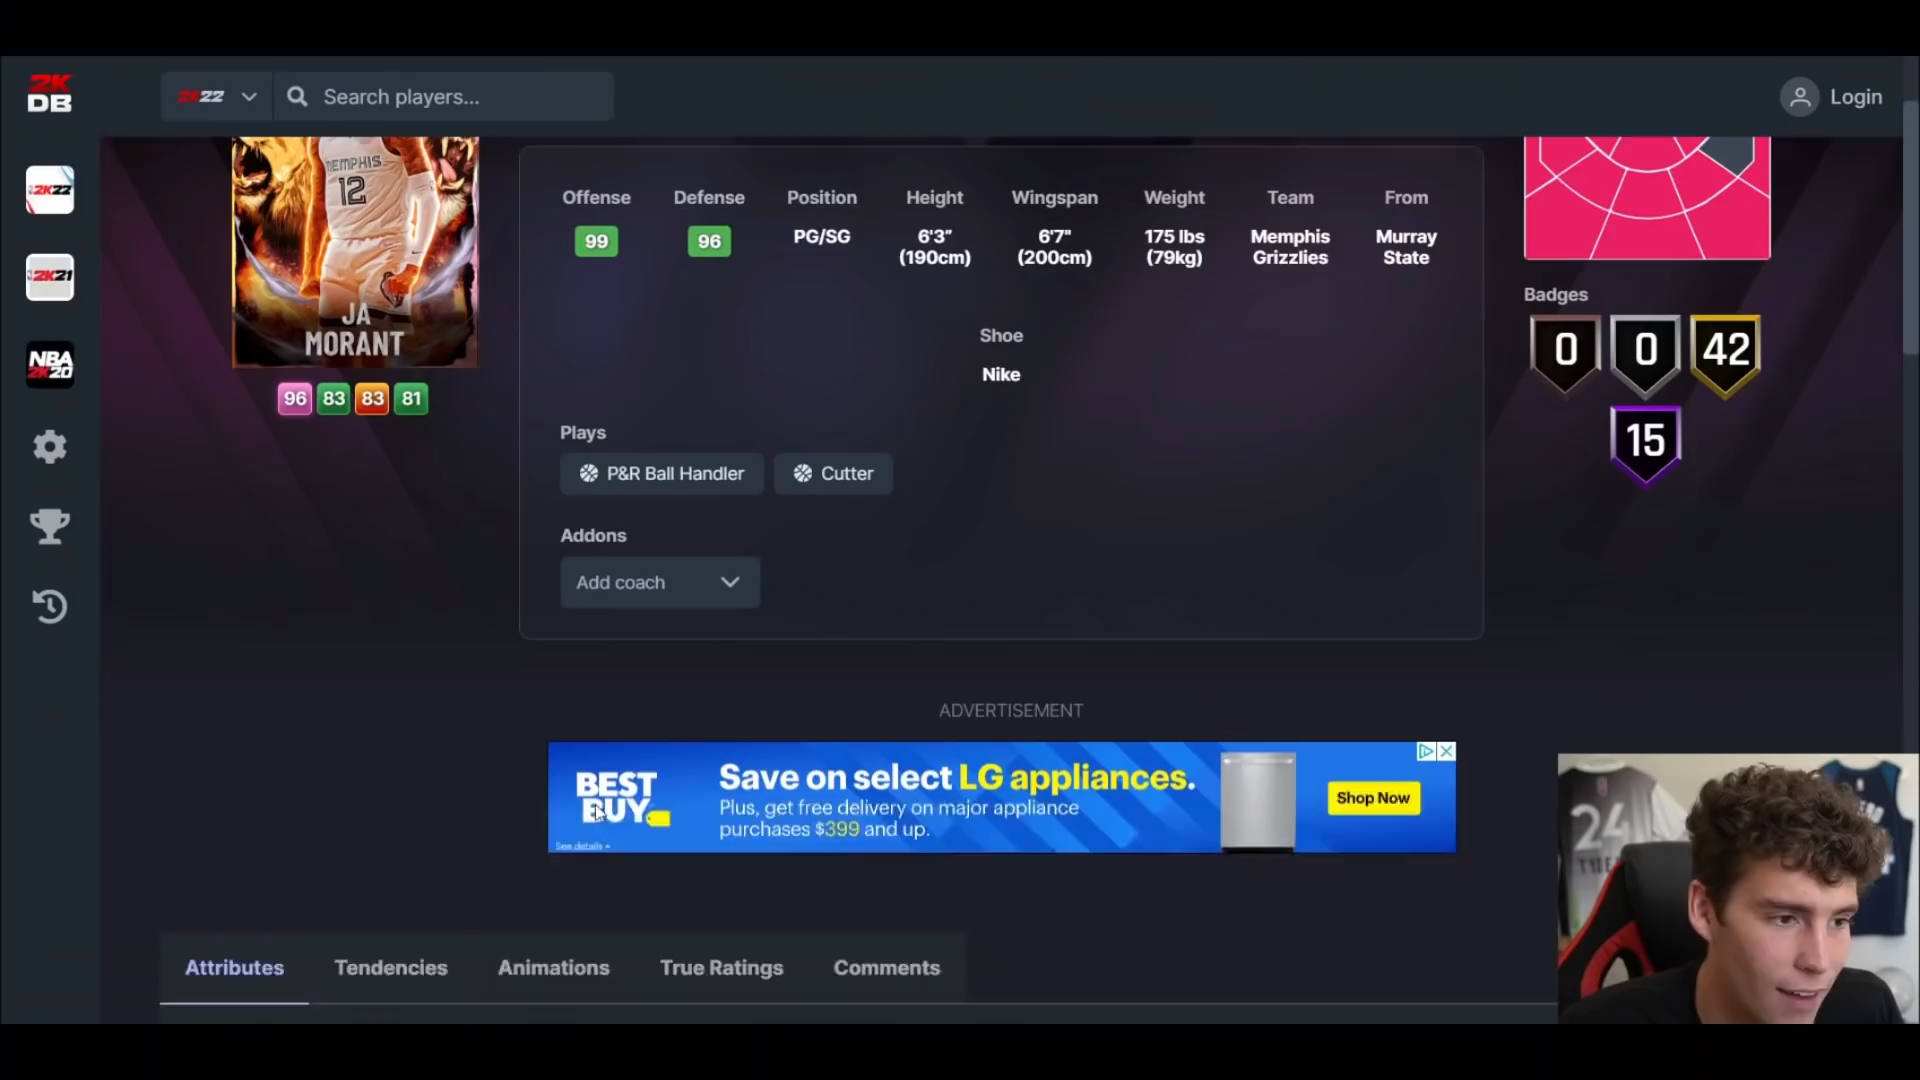 2K
DB
2K22
Search players...
Login
2K22
2K21
NBA
2K20
MEMPHIS
12
JA
MORANT
96 83 83 81
Offense Defense Position Height Wingspan Weight Team From
99 96 PG/SG 6'3" 6'7" 175 lbs Memphis Murray
(190cm) (200cm) (79kg) Grizzlies State
Shoe
Nike
Plays
P&R Ball Handler Cutter
Addons
Add coach
Badges
0 0 42
15
ADVERTISEMENT
BEST
BUY
See details
Save on select LG appliances.
Plus, get free delivery on major appliance
purchases $399 and up.
Shop Now
Attributes Tendencies Animations True Ratings Comments
24